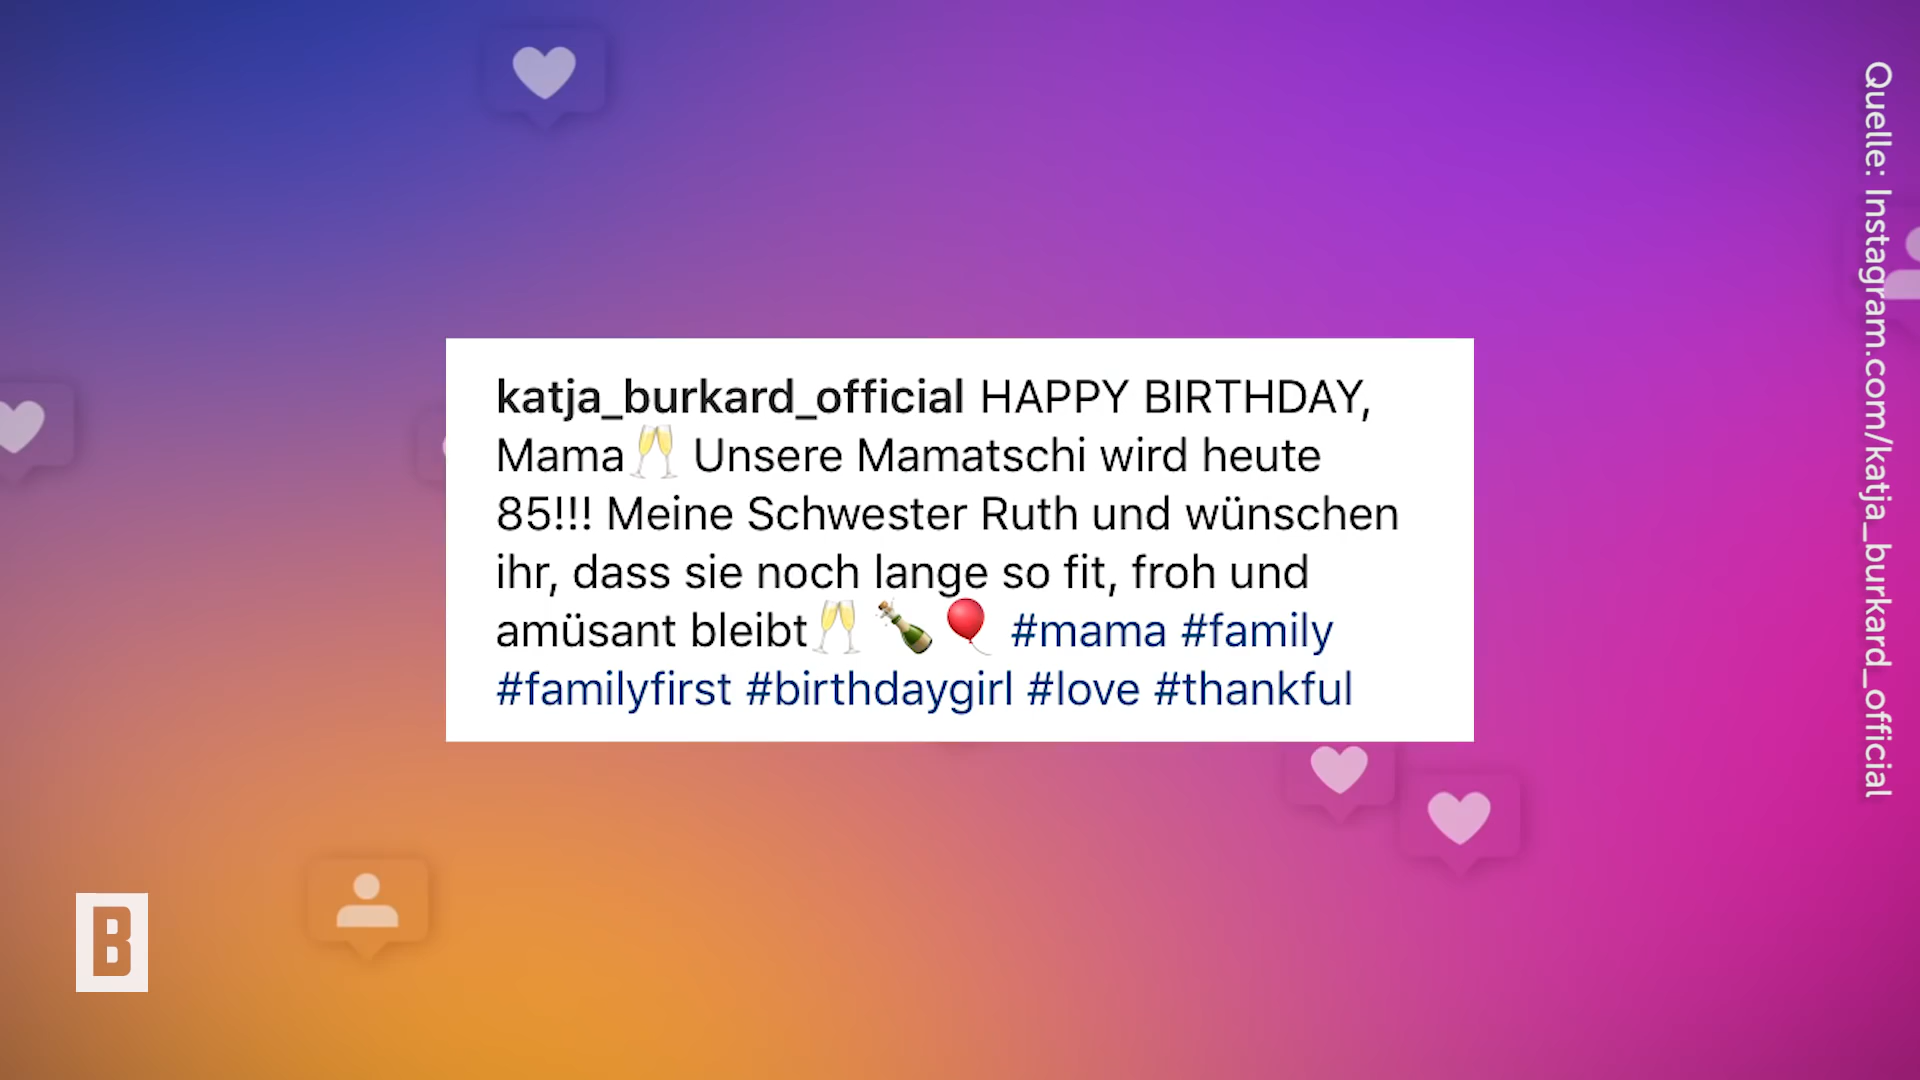 katja_burkard_official HAPPY BIRTHDAY,
Mama🥂 Unsere Mamatschi wird heute
85!!! Meine Schwester Ruth und wünschen
ihr, dass sie noch lange so fit, froh und
amüsant bleibt🥂🍾🎈 #mama #family
#familyfirst #birthdaygirl #love #thankful
Quelle: Instagram.com/katja_burkard_official
B